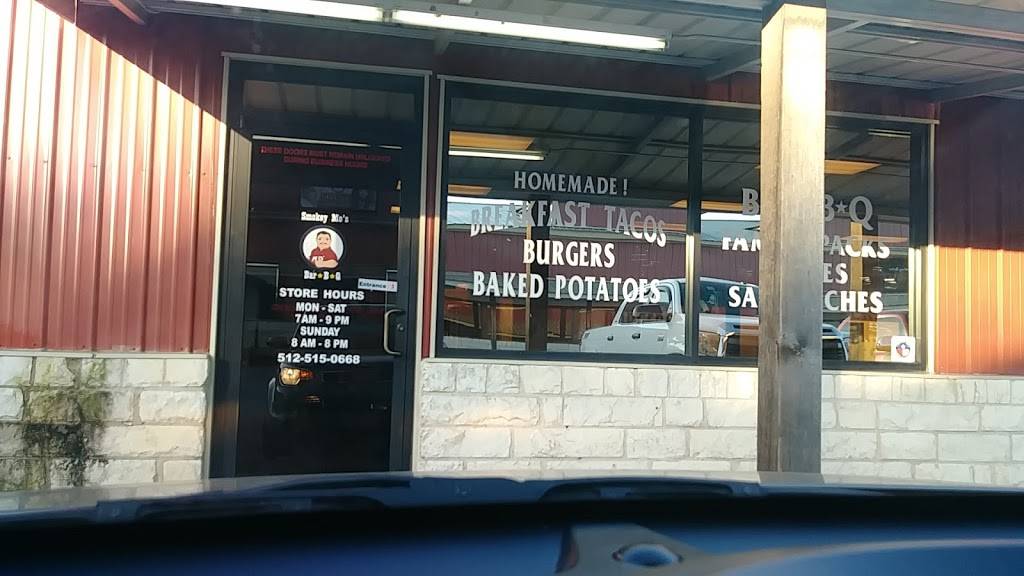 THESE DOORS MUST REMAIN UNLOCKED
DURING BUSINESS HOURS
Smokey Mo's
Bar★B★Q
Entrance
STORE HOURS
MON - SAT
7AM - 9 PM
SUNDAY
8 AM - 8 PM
512-515-0668
HOMEMADE!
BREAKFAST TACOS
BURGERS
BAKED POTATOES
B★Q
PACKS